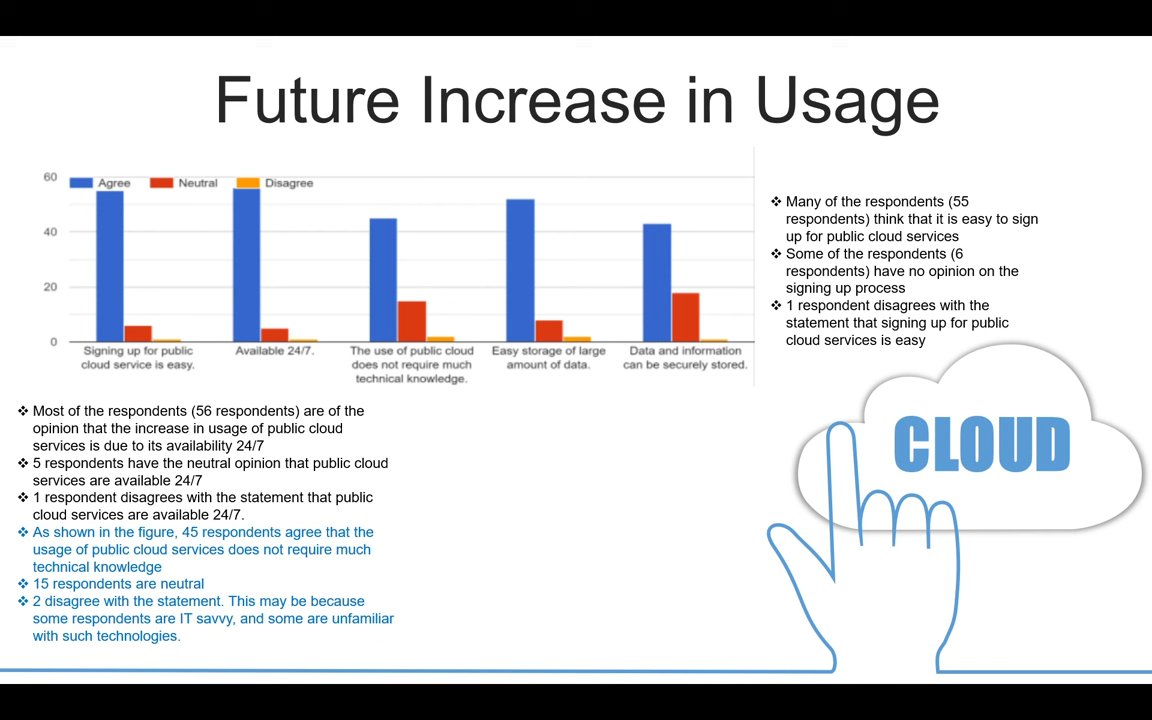 Future Increase in Usage
60
Agree
Neutral
Disagree
40
20
0
Signing up for public
cloud service is easy.
Available 24/7.
The use of public cloud
does not require much
technical knowledge.
Easy storage of large
amount of data.
Data and information
can be securely stored.
❖ Many of the respondents (55
respondents) think that it is easy to sign
up for public cloud services
❖ Some of the respondents (6
respondents) have no opinion on the
signing up process
❖ 1 respondent disagrees with the
statement that signing up for public
cloud services is easy
❖ Most of the respondents (56 respondents) are of the
opinion that the increase in usage of public cloud
services is due to its availability 24/7
❖ 5 respondents have the neutral opinion that public cloud
services are available 24/7
❖ 1 respondent disagrees with the statement that public
cloud services are available 24/7.
❖ As shown in the figure, 45 respondents agree that the
usage of public cloud services does not require much
technical knowledge
❖ 15 respondents are neutral
❖ 2 disagree with the statement. This may be because
some respondents are IT savvy, and some are unfamiliar
with such technologies.
CLOUD